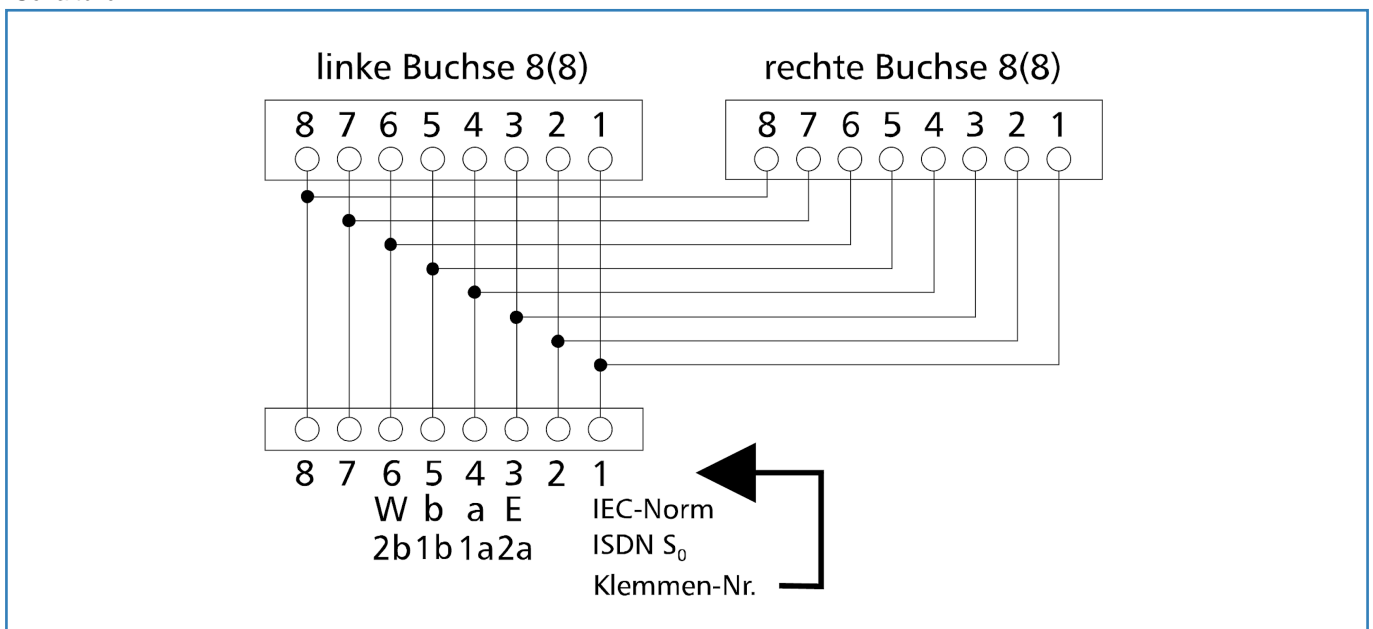 linke Buchse 8(8) rechte Buchse 8(8)
8 7 6 5 4 3 2 1 8 7 6 5 4 3 2 1
8 7 6 5 4 3 2 1
W b a E IEC-Norm
2b 1b 1a 2a ISDN S₀
Klemmen-Nr.